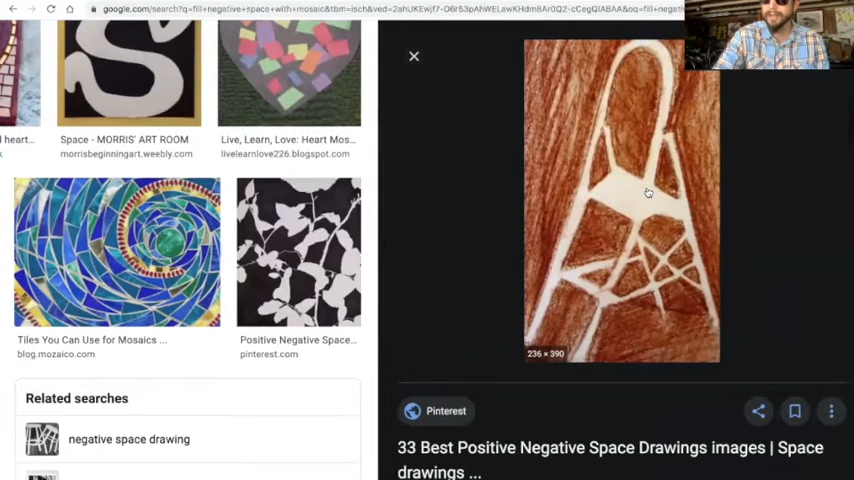 google.com/search?q=fill+negative+space+with+mosaic&tbm=isch&ved=2ahUKEwjf7-D6r53pAhWELawKHdm8Ar0Q2-cCegQIABAA&oq=fill+negativ
d heart...
Space - MORRIS' ART ROOM
morrisbeginningart.weebly.com
Live, Learn, Love: Heart Mos...
livelearnlove226.blogspot.com
Tiles You Can Use for Mosaics ...
blog.mozaico.com
Positive Negative Space...
pinterest.com
Related searches
negative space drawing
236 × 390
Pinterest
33 Best Positive Negative Space Drawings images | Space
drawings ...